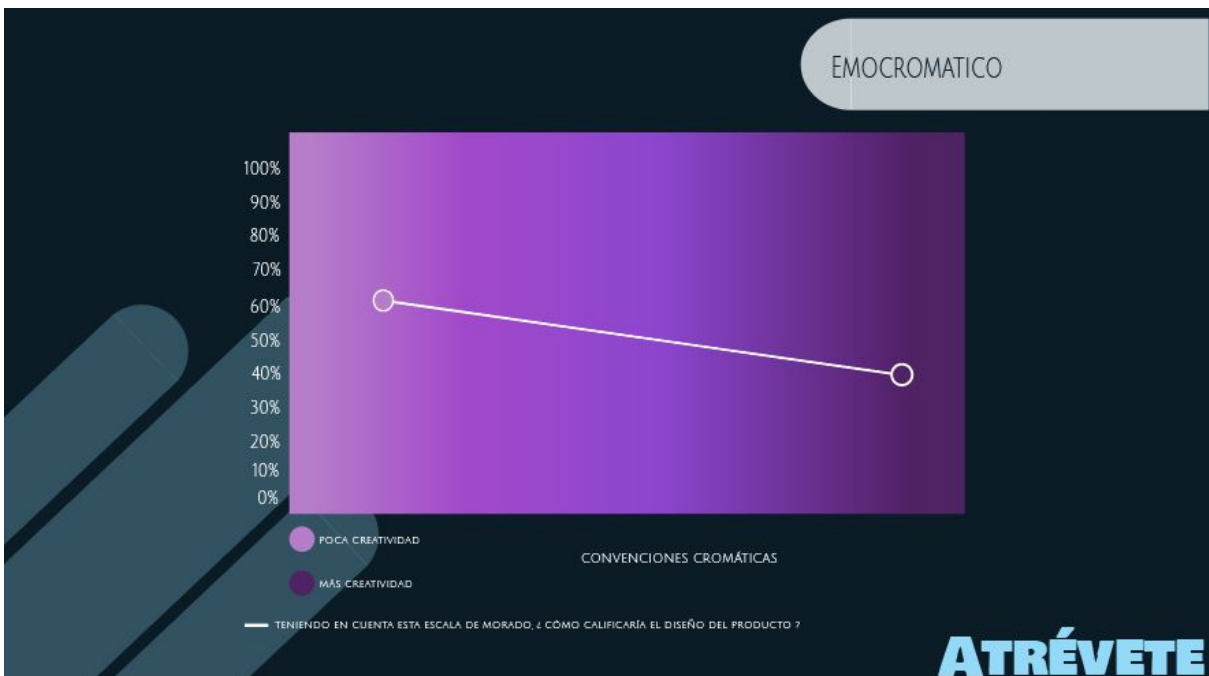 EMOCROMATICO
100%
90%
80%
70%
60%
50%
40%
30%
20%
10%
0%
POCA CREATIVIDAD
CONVENCIONES CROMÁTICAS
MÁS CREATIVIDAD
TENIENDO EN CUENTA ESTA ESCALA DE MORADO, ¿ CÓMO CALIFICARÍA EL DISEÑO DEL PRODUCTO ?
ATRÉVETE